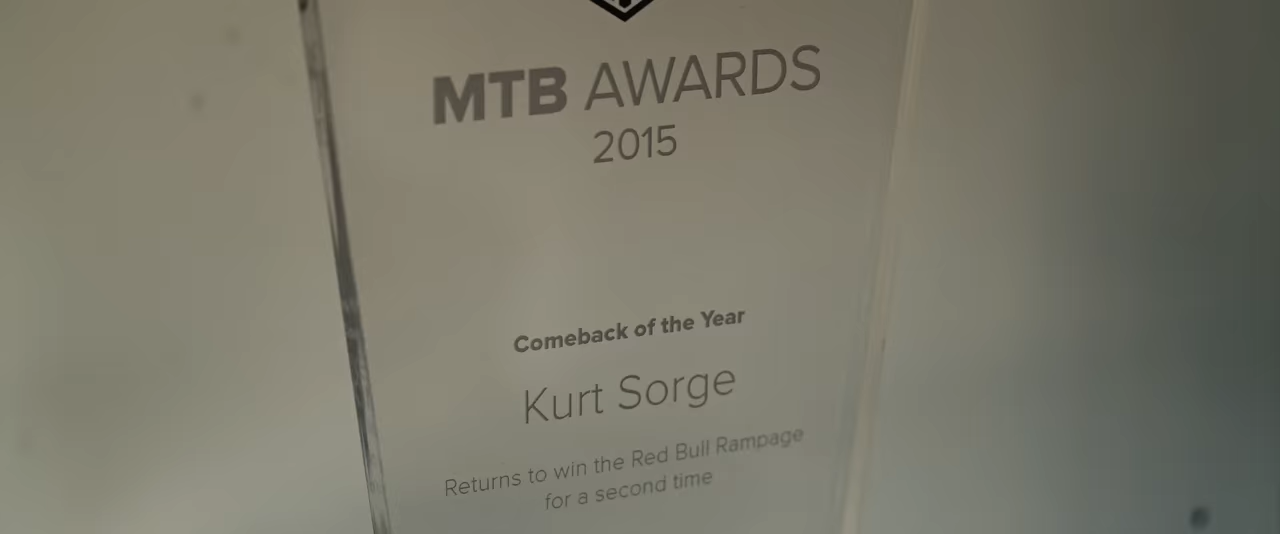 MTB AWARDS
2015
Comeback of the Year
Kurt Sorge
Returns to win the Red Bull Rampage
for a second time